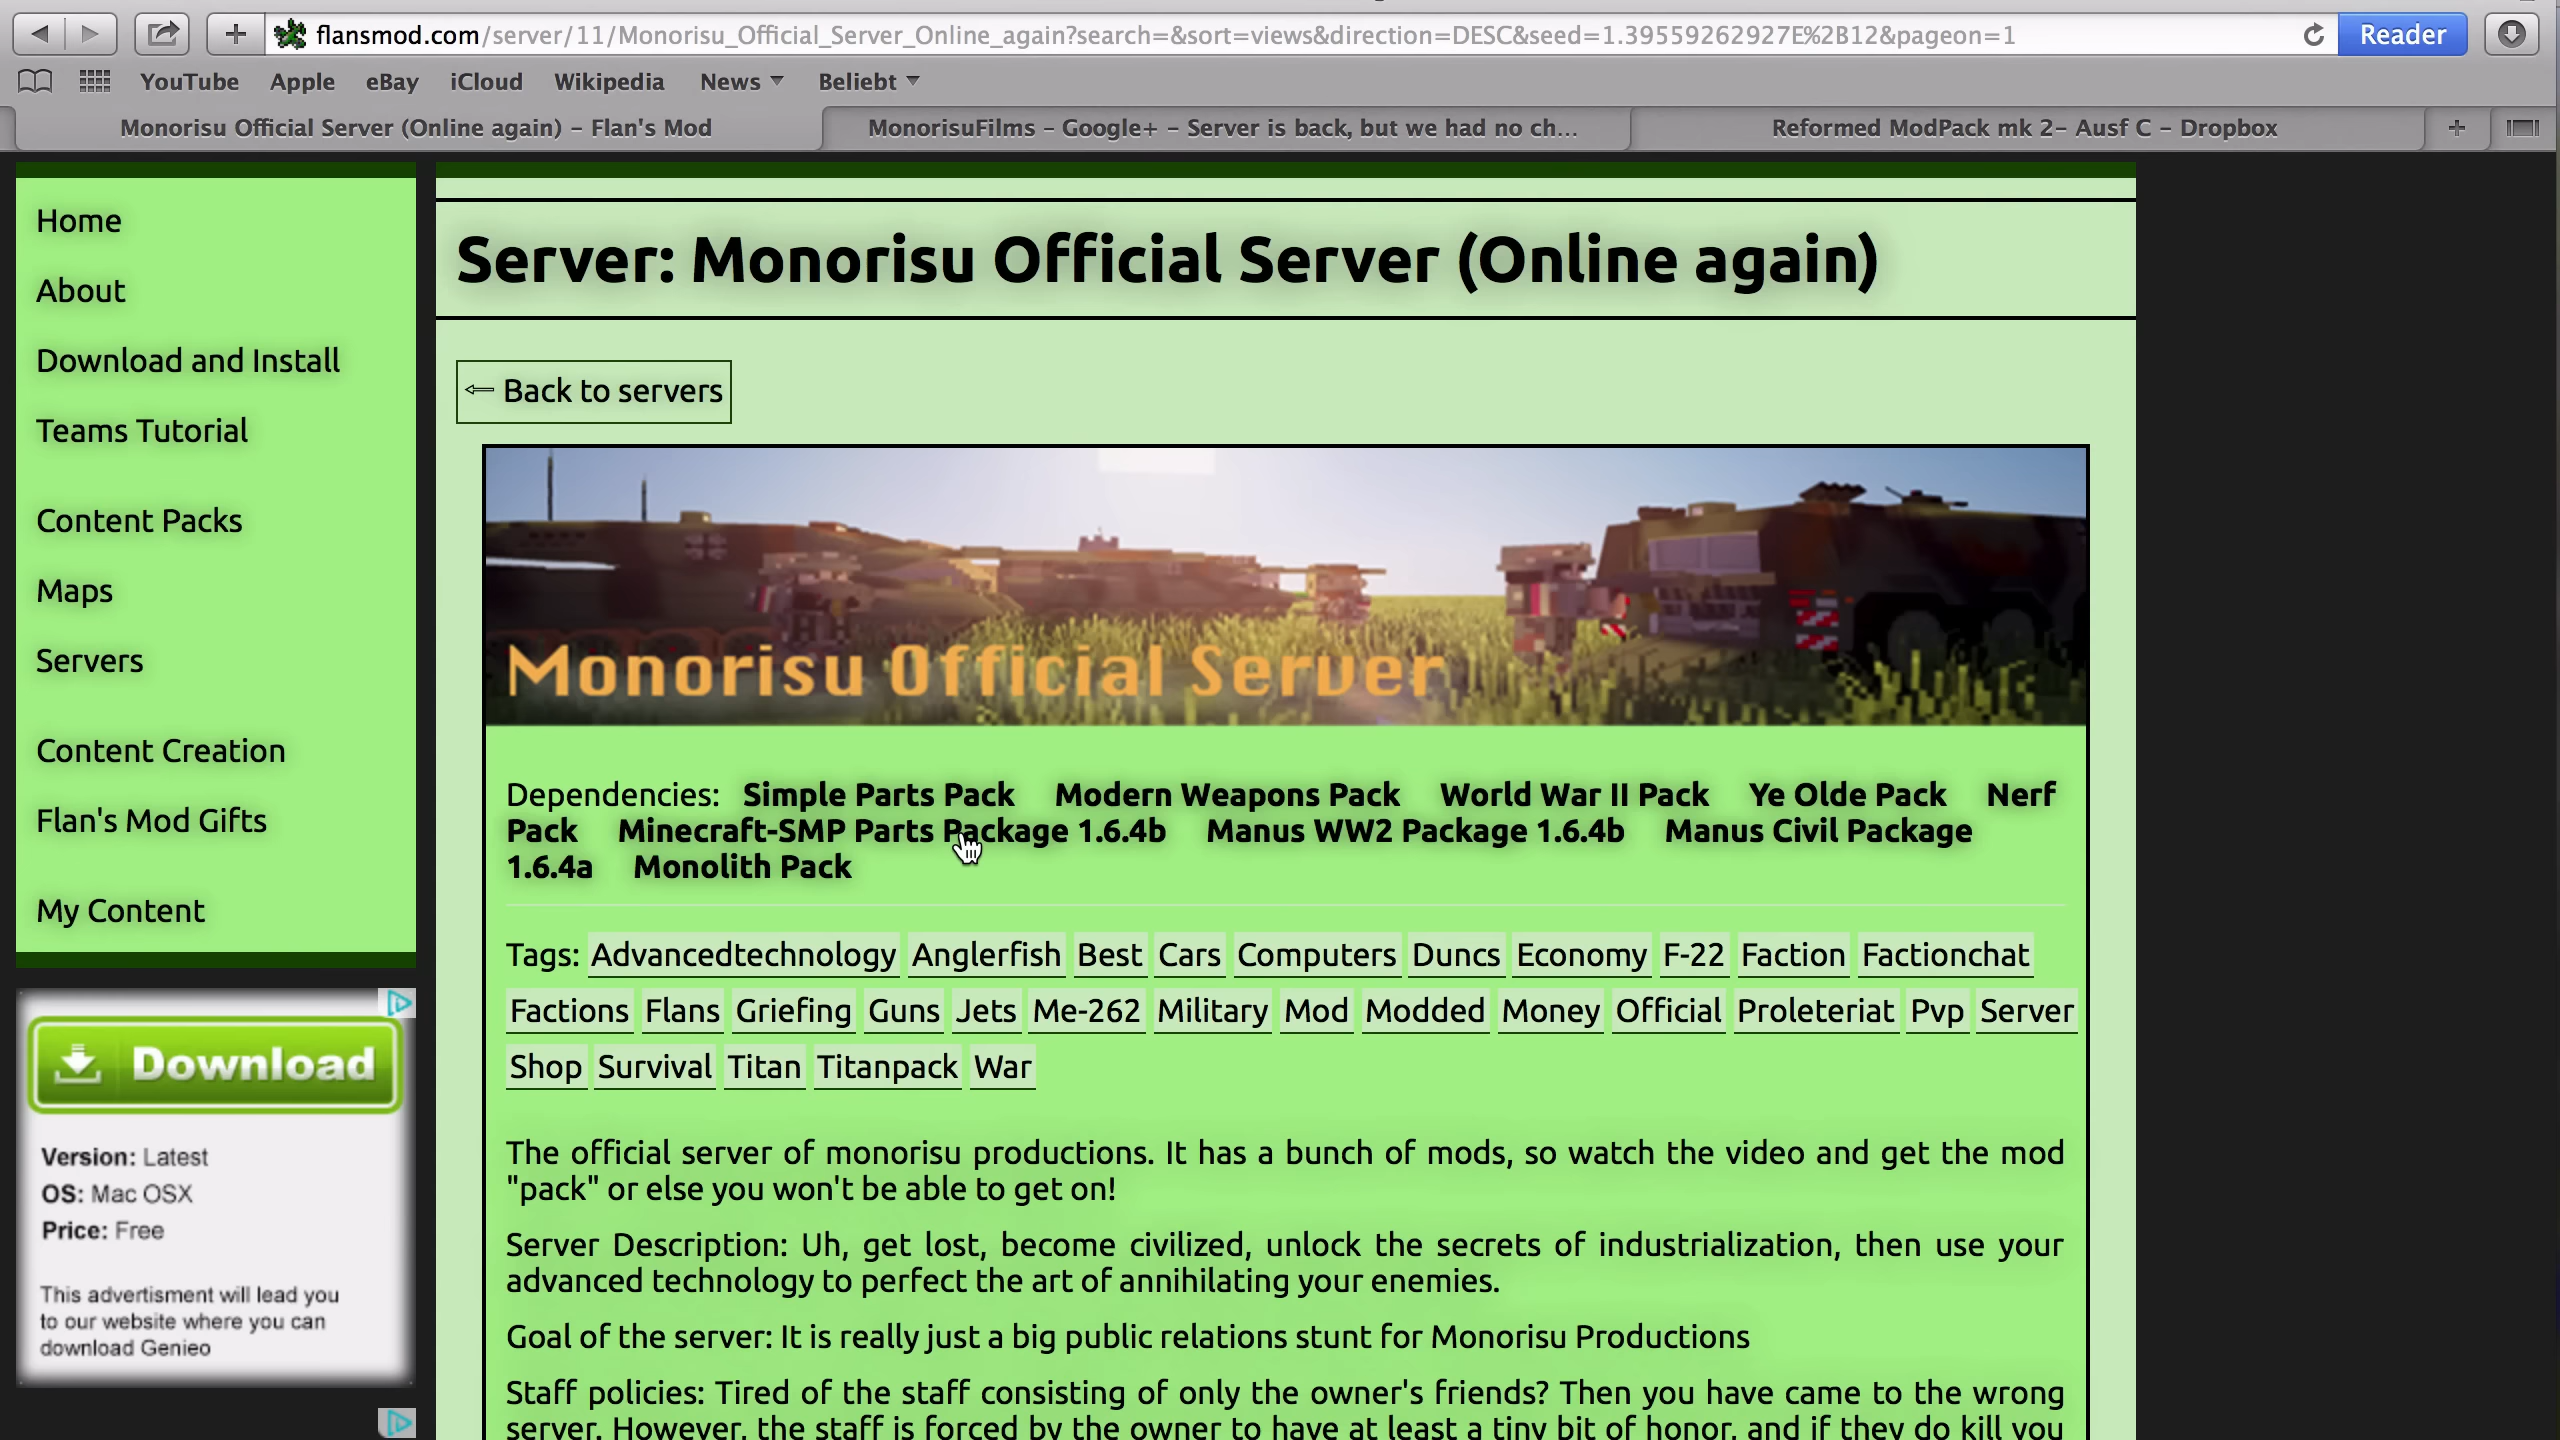 flansmod.com/server/11/Monorisu_Official_Server_Online_again?search=&sort=views&direction=DESC&seed=1.39559262927E%2B12&pageon=1
Reader
YouTube Apple eBay iCloud Wikipedia News Beliebt
Monorisu Official Server (Online again) – Flan's Mod
MonorisuFilms – Google+ – Server is back, but we had no ch...
Reformed ModPack mk 2– Ausf C – Dropbox
Home
About
Download and Install
Teams Tutorial
Content Packs
Maps
Servers
Content Creation
Flan's Mod Gifts
My Content
Download
Version: Latest
OS: Mac OSX
Price: Free
This advertisment will lead you
to our website where you can
download Genieo
Server: Monorisu Official Server (Online again)
⇐ Back to servers
Monorisu Official Server
Dependencies: Simple Parts Pack Modern Weapons Pack World War II Pack Ye Olde Pack Nerf
Pack Minecraft-SMP Parts Package 1.6.4b Manus WW2 Package 1.6.4b Manus Civil Package
1.6.4a Monolith Pack
Tags: Advancedtechnology Anglerfish Best Cars Computers Duncs Economy F-22 Faction Factionchat
Factions Flans Griefing Guns Jets Me-262 Military Mod Modded Money Official Proleteriat Pvp Server
Shop Survival Titan Titanpack War
The official server of monorisu productions. It has a bunch of mods, so watch the video and get the mod
"pack" or else you won't be able to get on!
Server Description: Uh, get lost, become civilized, unlock the secrets of industrialization, then use your
advanced technology to perfect the art of annihilating your enemies.
Goal of the server: It is really just a big public relations stunt for Monorisu Productions
Staff policies: Tired of the staff consisting of only the owner's friends? Then you have came to the wrong
server. However, the staff is forced by the owner to have at least a tiny bit of honor, and if they do kill you